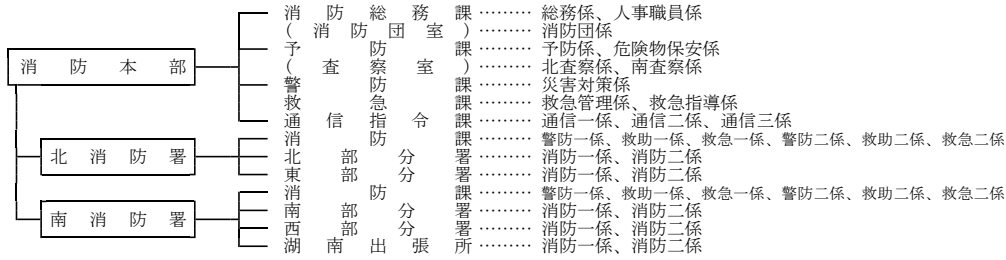 消防総務課………総務係、人事職員係
(消防団室)………消防団係
予防課………予防係、危険物保安係
消防本部
(査察室)………北査察係、南査察係
警防課………災害対策係
救急課………救急管理係、救急指導係
通信指令課………通信一係、通信二係、通信三係
消防課………警防一係、救助一係、救急一係、警防二係、救助二係、救急二係
北消防署
北部分署………消防一係、消防二係
東部分署………消防一係、消防二係
消防課………警防一係、救助一係、救急一係、警防二係、救助二係、救急二係
南消防署
南部分署………消防一係、消防二係
西部分署………消防一係、消防二係
湖南出張所………消防一係、消防二係